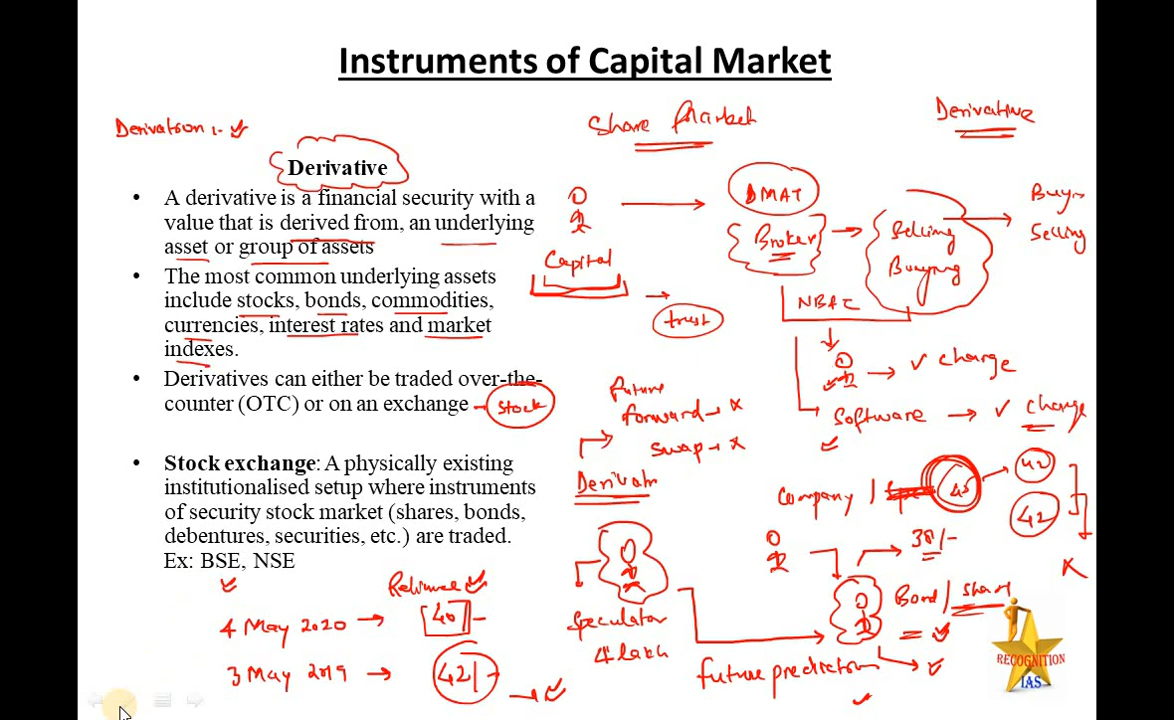 Instruments of Capital Market
Derivation :-
Share Market
Derivative
Derivative
• A derivative is a financial security with a
value that is derived from, an underlying
asset or group of assets
• The most common underlying assets
include stocks, bonds, commodities,
currencies, interest rates and market
indexes.
• Derivatives can either be traded over-the-
counter (OTC) or on an exchange
Stock
• Stock exchange: A physically existing
institutionalised setup where instruments
of security stock market (shares, bonds,
debentures, securities, etc.) are traded.
Ex: BSE, NSE
Reliance
4 May 2020 → 40/-
3 May 2019 → 42/-
Capital
DMAT
Broker
Selling
Buying
Selling
trust
charge
Software → charge
future
forward → x
swap → x
Company / 45
42
42
38/-
Bond / Share
Speculator
4 lakh
future prediction
RECOGNITION
IAS